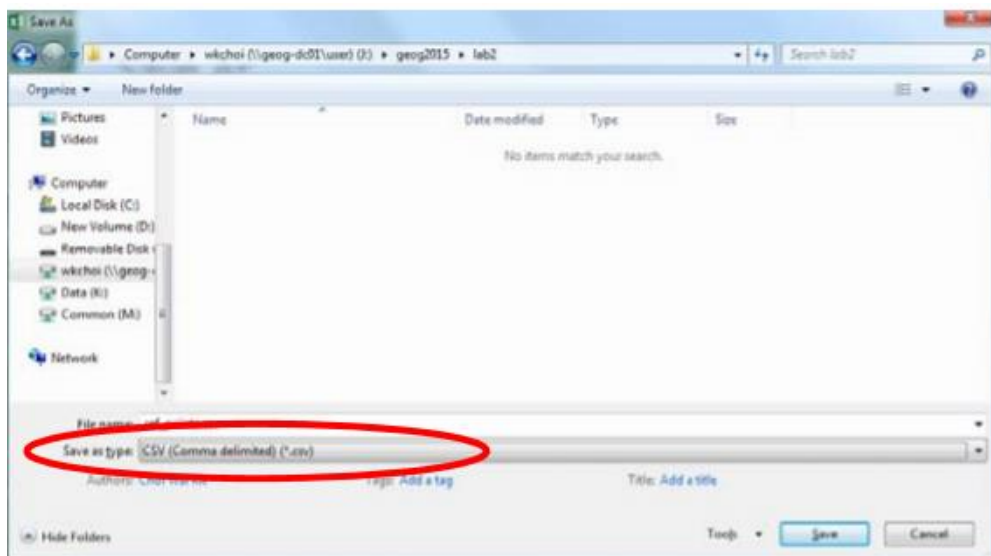 Save As
Computer ▸ wkchoi (\\geog-dc01\user) (J:) ▸ geog2015 ▸ lab2
Search lab2
Organize
New folder
Name Date modified Type Size
No items match your search.
Pictures
Videos
Computer
Local Disk (C:)
New Volume (D:)
Removable Disk
wkchoi (\\geog-
Data (K:)
Common (M:)
Network
File name:
Save as type: CSV (Comma delimited) (*.csv)
Authors: Tags: Add a tag Title: Add a title
Hide Folders
Tools Save Cancel